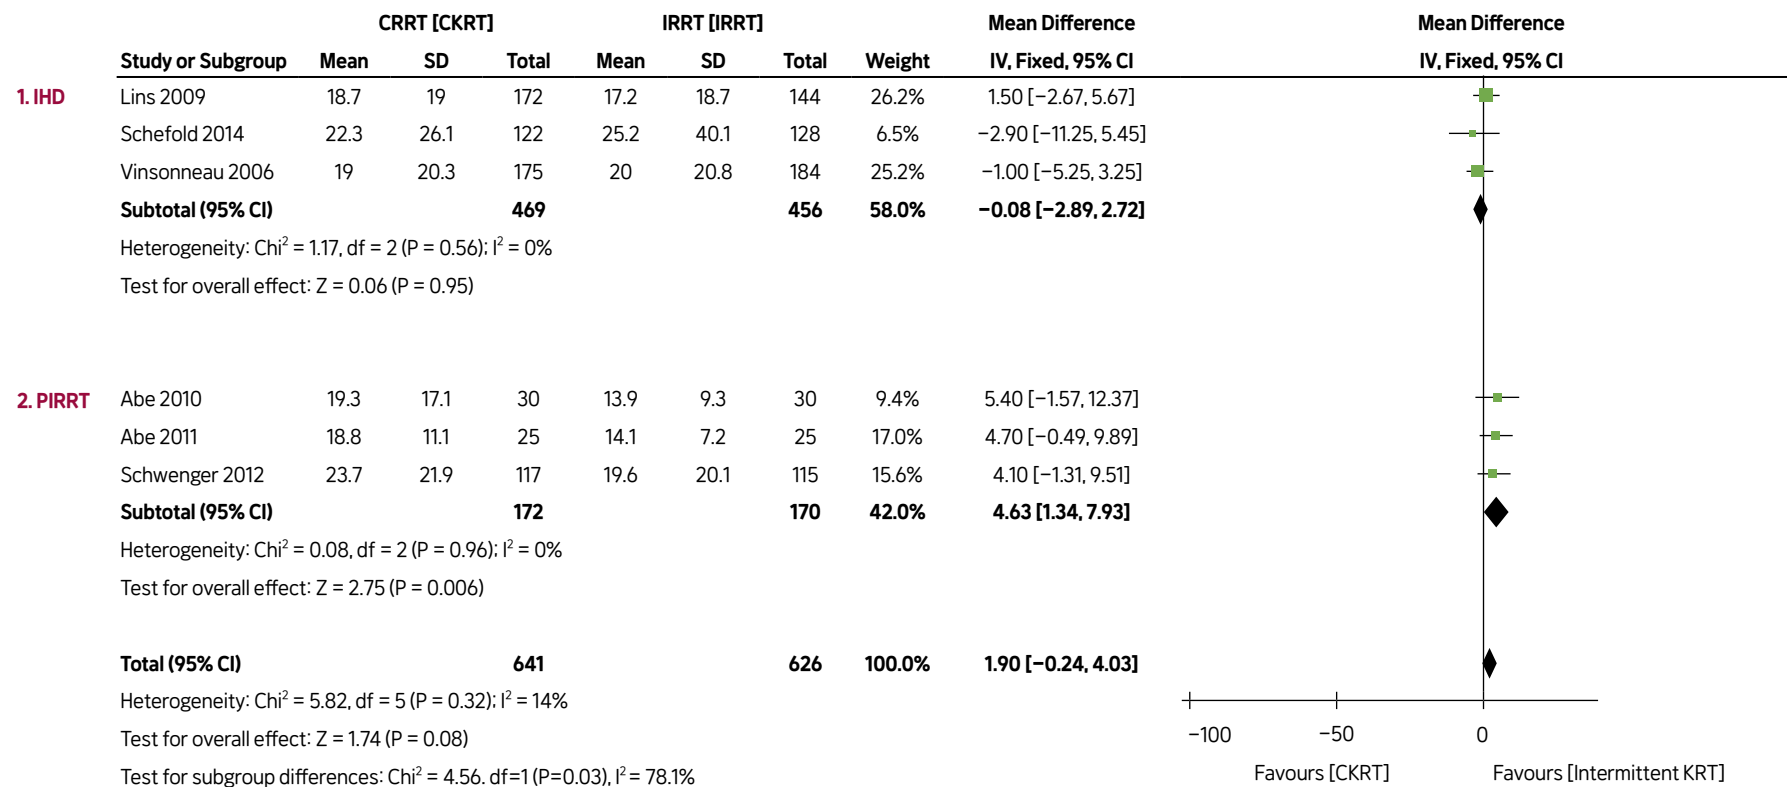 CRRT [CKRT] IRRT [IRRT] Mean Difference Mean Difference
Study or Subgroup Mean SD Total Mean SD Total Weight IV, Fixed, 95% CI IV, Fixed, 95% CI
1. IHD Lins 2009 18.7 19 172 17.2 18.7 144 26.2% 1.50 [−2.67, 5.67]
Schefold 2014 22.3 26.1 122 25.2 40.1 128 6.5% −2.90 [−11.25, 5.45]
Vinsonneau 2006 19 20.3 175 20 20.8 184 25.2% −1.00 [−5.25, 3.25]
Subtotal (95% CI) 469 456 58.0% −0.08 [−2.89, 2.72]
Heterogeneity: Chi² = 1.17, df = 2 (P = 0.56); I² = 0%
Test for overall effect: Z = 0.06 (P = 0.95)
2. PIRRT Abe 2010 19.3 17.1 30 13.9 9.3 30 9.4% 5.40 [−1.57, 12.37]
Abe 2011 18.8 11.1 25 14.1 7.2 25 17.0% 4.70 [−0.49, 9.89]
Schwenger 2012 23.7 21.9 117 19.6 20.1 115 15.6% 4.10 [−1.31, 9.51]
Subtotal (95% CI) 172 170 42.0% 4.63 [1.34, 7.93]
Heterogeneity: Chi² = 0.08, df = 2 (P = 0.96); I² = 0%
Test for overall effect: Z = 2.75 (P = 0.006)
Total (95% CI) 641 626 100.0% 1.90 [−0.24, 4.03]
Heterogeneity: Chi² = 5.82, df = 5 (P = 0.32); I² = 14%
Test for overall effect: Z = 1.74 (P = 0.08) −100 −50 0
Test for subgroup differences: Chi² = 4.56. df=1 (P=0.03), I² = 78.1% Favours [CKRT] Favours [Intermittent KRT]